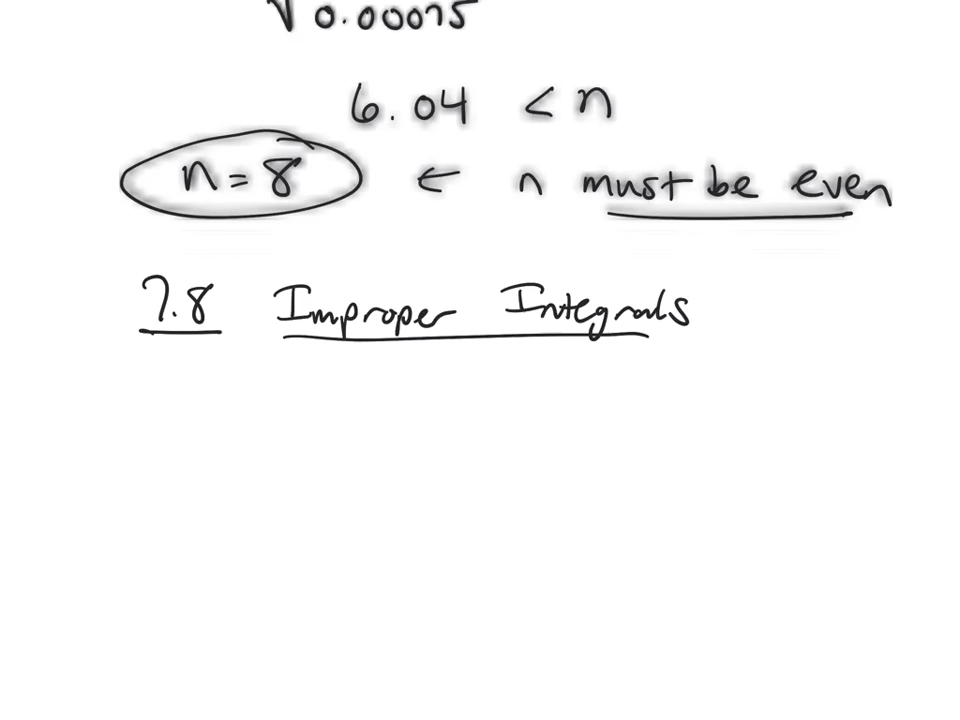 √0.00075
6.04 < n
n = 8 ← n must be even
7.8 Improper Integrals